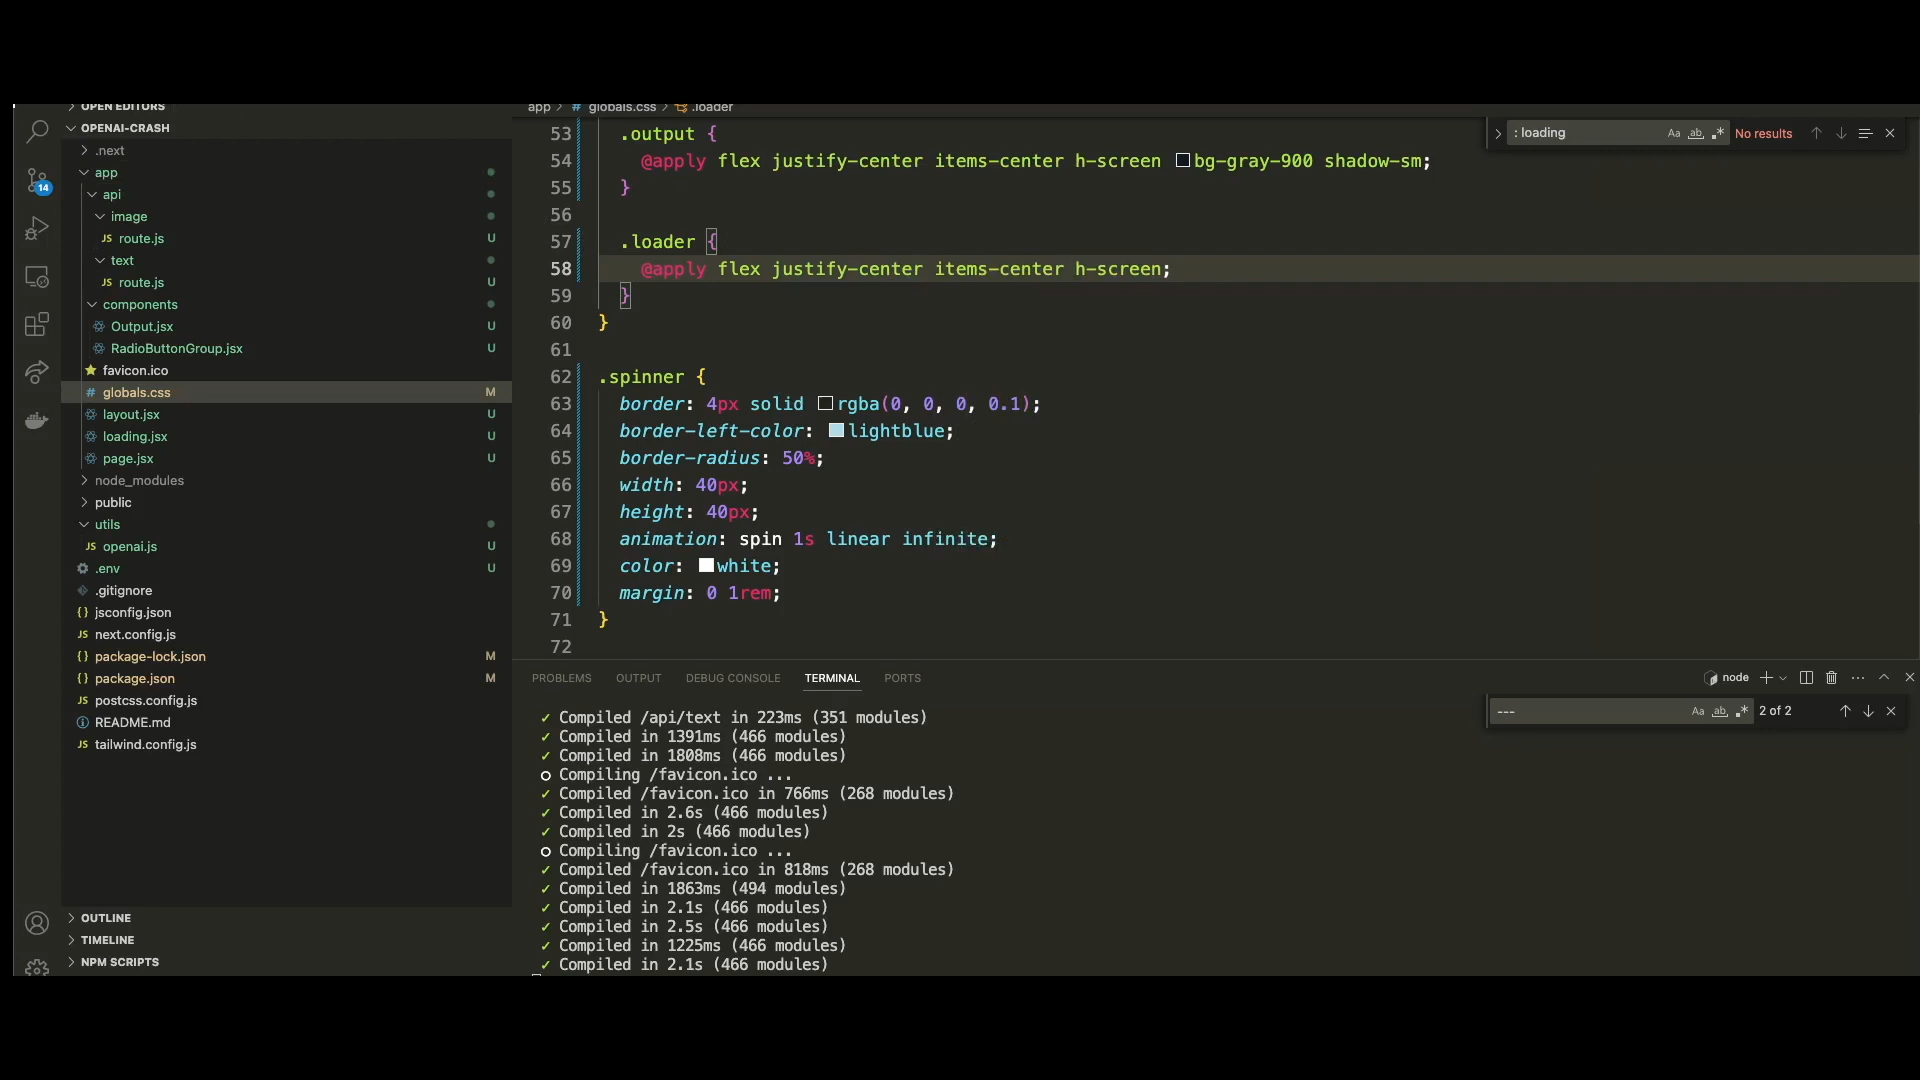 OPEN EDITORS
OPENAI-CRASH
.next
app
api
image
JS route.js U
text
JS route.js U
components
Output.jsx U
RadioButtonGroup.jsx U
favicon.ico
# globals.css M
layout.jsx U
loading.jsx U
page.jsx U
node_modules
public
utils
JS openai.js U
.env U
.gitignore
{} jsconfig.json
JS next.config.js
{} package-lock.json M
{} package.json M
JS postcss.config.js
README.md
JS tailwind.config.js
OUTLINE
TIMELINE
NPM SCRIPTS
14
app > # globals.css > .loader
53 .output {
54 @apply flex justify-center items-center h-screen bg-gray-900 shadow-sm;
55 }
56
57 .loader {
58 @apply flex justify-center items-center h-screen;
59 }
60 }
61
62 .spinner {
63 border: 4px solid rgba(0, 0, 0, 0.1);
64 border-left-color: lightblue;
65 border-radius: 50%;
66 width: 40px;
67 height: 40px;
68 animation: spin 1s linear infinite;
69 color: white;
70 margin: 0 1rem;
71 }
72
: loading Aa ab .* No results
PROBLEMS OUTPUT DEBUG CONSOLE TERMINAL PORTS
node
--- Aa ab .* 2 of 2
✓ Compiled /api/text in 223ms (351 modules)
✓ Compiled in 1391ms (466 modules)
✓ Compiled in 1808ms (466 modules)
○ Compiling /favicon.ico ...
✓ Compiled /favicon.ico in 766ms (268 modules)
✓ Compiled in 2.6s (466 modules)
✓ Compiled in 2s (466 modules)
○ Compiling /favicon.ico ...
✓ Compiled /favicon.ico in 818ms (268 modules)
✓ Compiled in 1863ms (494 modules)
✓ Compiled in 2.1s (466 modules)
✓ Compiled in 2.5s (466 modules)
✓ Compiled in 1225ms (466 modules)
✓ Compiled in 2.1s (466 modules)